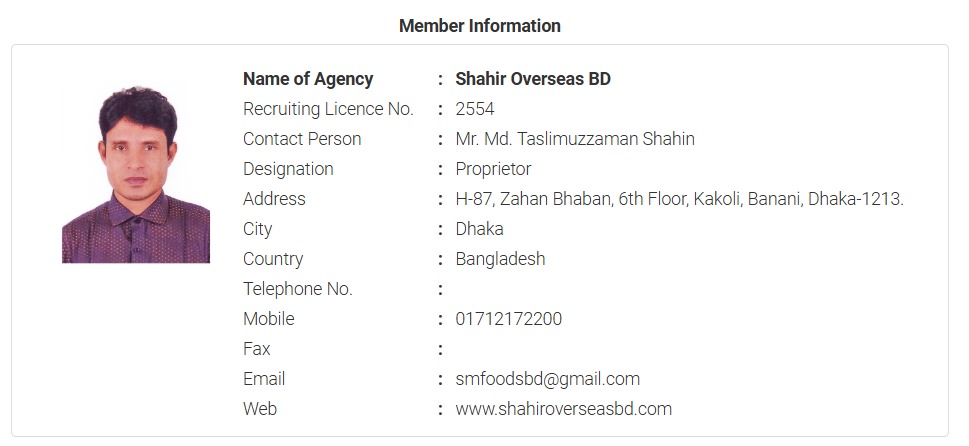 Member Information
Name of Agency : Shahir Overseas BD
Recruiting Licence No. : 2554
Contact Person : Mr. Md. Taslimuzzaman Shahin
Designation : Proprietor
Address : H-87, Zahan Bhaban, 6th Floor, Kakoli, Banani, Dhaka-1213.
City : Dhaka
Country : Bangladesh
Telephone No. :
Mobile : 01712172200
Fax :
Email : smfoodsbd@gmail.com
Web : www.shahiroverseasbd.com